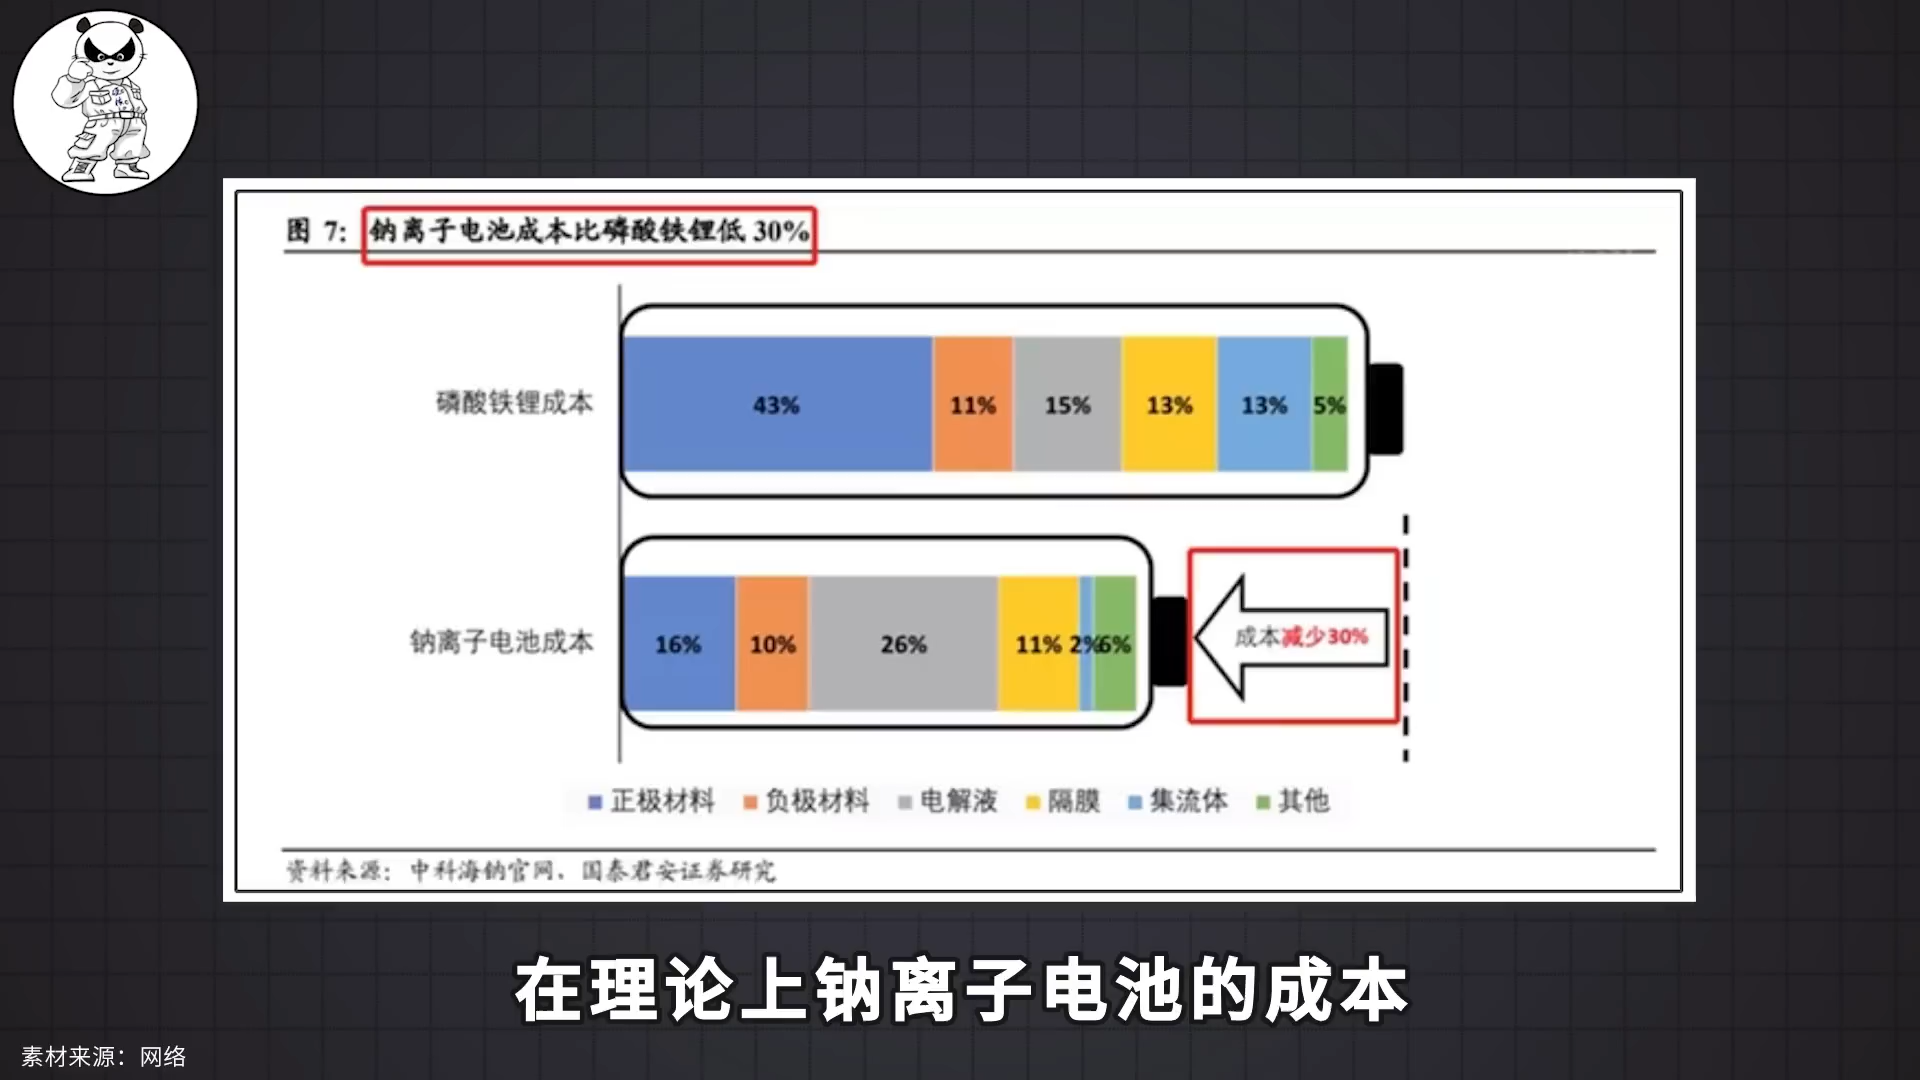 图 7: 钠离子电池成本比磷酸铁锂低 30%
磷酸铁锂成本
43% 11% 15% 13% 13% 5%
钠离子电池成本
16% 10% 26% 11% 2% 6%
成本减少30%
正极材料 负极材料 电解液 隔膜 集流体 其他
资料来源：中科海钠官网、国泰君安证券研究
在理论上钠离子电池的成本
素材来源：网络